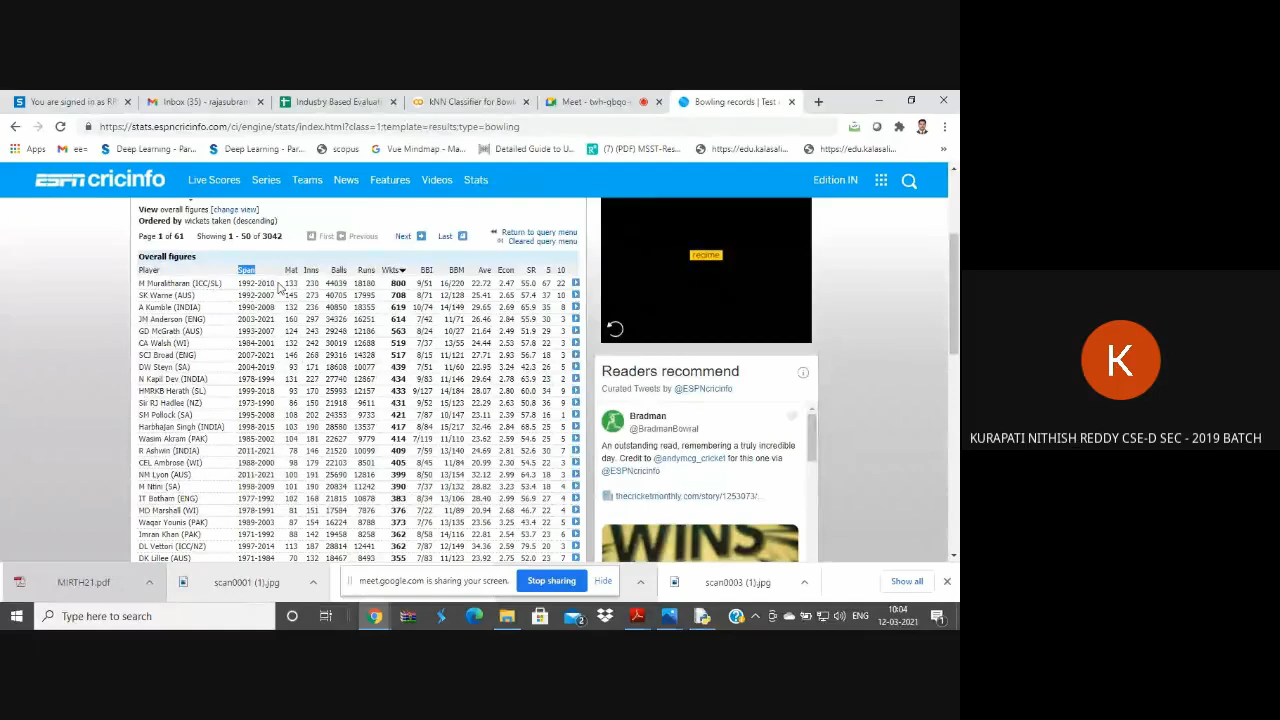 You are signed in as RP
Inbox (35) - rajasubram
Industry Based Evaluati
kNN Classifier for Bowl
Meet - twh-qbqo-
Bowling records | Test
https://stats.espncricinfo.com/ci/engine/stats/index.html?class=1;template=results;type=bowling
Apps
Deep Learning - Par...
Deep Learning - Par...
scopus
Vue Mindmap - Ma...
Detailed Guide to U...
(7) (PDF) MSST-Res...
https://edu.kalasali...
https://edu.kalasali...
»
ESPN cricinfo
Live Scores Series Teams News Features Videos Stats
Edition IN
View overall figures [change view]
Ordered by wickets taken (descending)
Page 1 of 61 Showing 1 - 50 of 3042 First Previous Next Last
Return to query menu
Cleared query menu
Overall figures
Player Span Mat Inns Balls Runs Wkts BBI BBM Ave Econ SR 5 10
M Muralitharan (ICC/SL) 1992-2010 133 230 44039 18180 800 9/51 16/220 22.72 2.47 55.0 67 22
SK Warne (AUS) 1992-2007 145 273 40705 17995 708 8/71 12/128 25.41 2.65 57.4 37 10
A Kumble (INDIA) 1990-2008 132 236 40850 18355 619 10/74 14/149 29.65 2.69 65.9 35 8
JM Anderson (ENG) 2003-2021 160 297 34326 16251 614 7/42 11/71 26.46 2.84 55.9 30 3
GD McGrath (AUS) 1993-2007 124 243 29248 12186 563 8/24 10/27 21.64 2.49 51.9 29 3
CA Walsh (WI) 1984-2001 132 242 30019 12688 519 7/37 13/55 24.44 2.53 57.8 22 3
SCJ Broad (ENG) 2007-2021 146 268 29316 14328 517 8/15 11/121 27.71 2.93 56.7 18 3
DW Steyn (SA) 2004-2019 93 171 18608 10077 439 7/51 11/60 22.95 3.24 42.3 26 5
N Kapil Dev (INDIA) 1978-1994 131 227 27740 12867 434 9/83 11/146 29.64 2.78 63.9 23 2
HMRKB Herath (SL) 1999-2018 93 170 25993 12157 433 9/127 14/184 28.07 2.80 60.0 34 9
Sir RJ Hadlee (NZ) 1973-1990 86 150 21918 9611 431 9/52 15/123 22.29 2.63 50.8 36 9
SM Pollock (SA) 1995-2008 108 202 24353 9733 421 7/87 10/147 23.11 2.39 57.8 16 1
Harbhajan Singh (INDIA) 1998-2015 103 190 28580 13537 417 8/84 15/217 32.46 2.84 68.5 25 5
Wasim Akram (PAK) 1985-2002 104 181 22627 9779 414 7/119 11/110 23.62 2.59 54.6 25 5
R Ashwin (INDIA) 2011-2021 78 146 21520 10099 409 7/59 13/140 24.69 2.81 52.6 30 7
CEL Ambrose (WI) 1988-2000 98 179 22103 8501 405 8/45 11/84 20.99 2.30 54.5 22 3
NM Lyon (AUS) 2011-2021 100 191 25690 12816 399 8/50 13/154 32.12 2.99 64.3 18 3
M Ntini (SA) 1998-2009 101 190 20834 11242 390 7/37 13/132 28.82 3.23 53.4 18 4
IT Botham (ENG) 1977-1992 102 168 21815 10878 383 8/34 13/106 28.40 2.99 56.9 27 4
MD Marshall (WI) 1978-1991 81 151 17584 7876 376 7/22 11/89 20.94 2.68 46.7 22 4
Waqar Younis (PAK) 1989-2003 87 154 16224 8788 373 7/76 13/135 23.56 3.25 43.4 22 5
Imran Khan (PAK) 1971-1992 88 142 19458 8258 362 8/58 14/116 22.81 2.54 53.7 23 6
DL Vettori (ICC/NZ) 1997-2014 113 187 28814 12441 362 7/87 12/149 34.36 2.59 79.5 20 3
DK Lillee (AUS) 1971-1984 70 132 18467 8493 355 7/83 11/123 23.92 2.75 52.0 23 7
regime
Readers recommend
Curated Tweets by @ESPNcricinfo
Bradman
@BradmanBowral
An outstanding read, remembering a truly incredible
day. Credit to @andymcg_cricket for this one via
@ESPNcricinfo
thecricketmonthly.com/story/1253073/...
WINS
MIRTH21.pdf
scan0001 (1).jpg
meet.google.com is sharing your screen.
Stop sharing
Hide
scan0003 (1).jpg
Show all
Type here to search
ENG
10:04
12-03-2021
K
KURAPATI NITHISH REDDY CSE-D SEC - 2019 BATCH